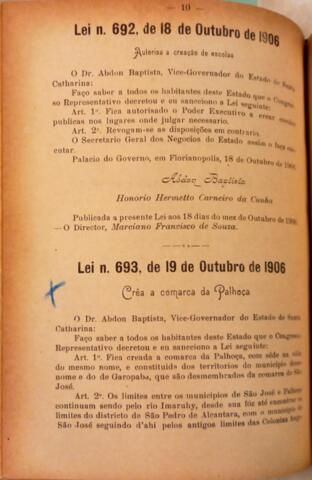 — 10 —
Lei n. 692, de 18 de Outubro de 1906
Autorisa a creação de escolas
O Dr. Abdon Baptista, Vice-Governador do Estado de Santa
Catharina:
Faço saber a todos os habitantes deste Estado que o Congres-
so Representativo decretou e eu sancciono a Lei seguinte:
Art. 1º. Fica autorisado o Poder Executivo a crear escolas
publicas nos logares onde julgar necessario.
Art. 2º. Revogam-se as disposições em contrario.
O Secretario Geral dos Negocios do Estado assim o faça exe-
cutar.
Palacio do Governo, em Florianopolis, 18 de Outubro de 1906.
Abdon Baptista
Honorio Hermetto Carneiro da Cunha
Publicada a presente Lei aos 18 dias do mez de Outubro de 1906.
—O Director, Marciano Francisco de Souza.
Lei n. 693, de 19 de Outubro de 1906
Crêa a comarca da Palhoça
O Dr. Abdon Baptista, Vice-Governador do Estado de Santa
Catharina:
Faço saber a todos os habitantes deste Estado que o Congresso
Representativo decretou e eu sancciono a Lei seguinte:
Art. 1º. Fica creada a comarca da Palhoça, com séde na villa
do mesmo nome, e constituida dos territorios do municipio desse
nome e do de Garopaba, que são desmembrados da comarca de São
José.
Art. 2º. Os limites entre os municipios de São José e Palhoça
continuam sendo pelo rio Imaruhy, desde sua fóz até encontrar os
limites do districto de São Pedro de Alcantara, com o municipio de
São José seguindo d'ahi pelos antigos limites das Colonias